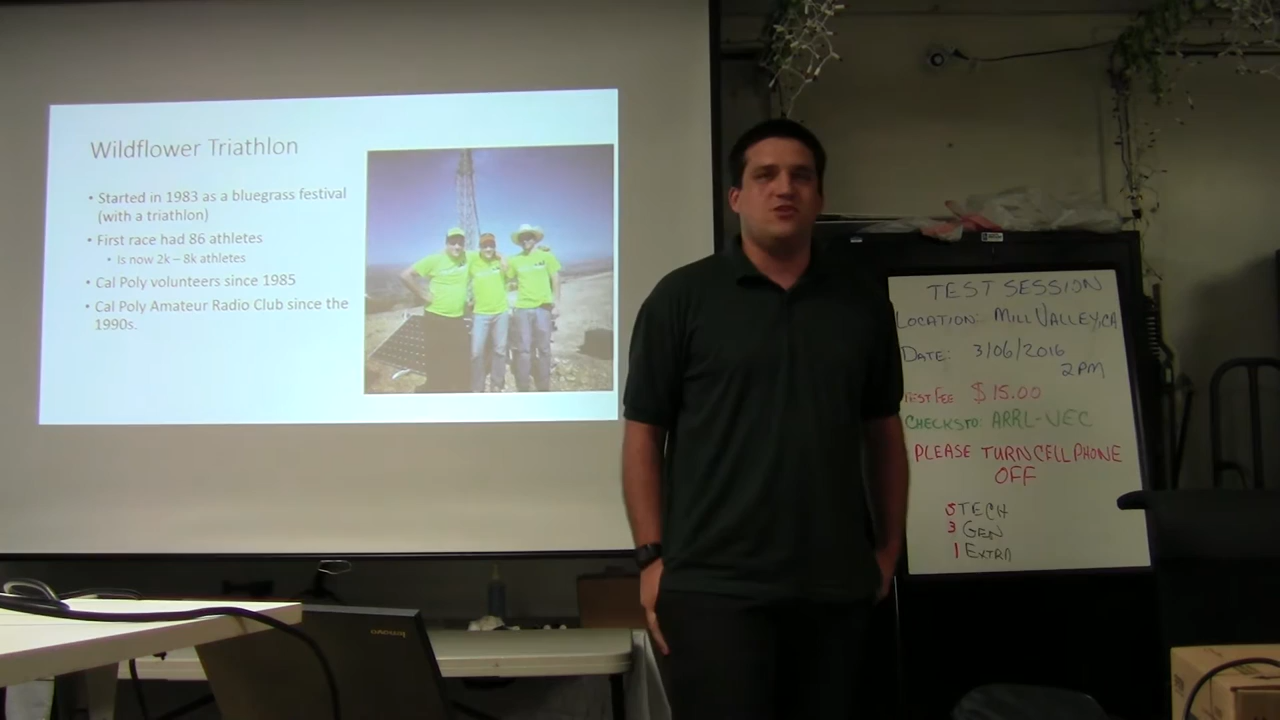 Wildflower Triathlon
• Started in 1983 as a bluegrass festival
(with a triathlon)
• First race had 86 athletes
• Is now 2k – 8k athletes
• Cal Poly volunteers since 1985
• Cal Poly Amateur Radio Club since the
1990s.
TEST SESSION
LOCATION: MILL VALLEY, CA
DATE: 3/06/2016
2PM
TEST FEE $15.00
CHECKS TO: ARRL-VEC
PLEASE TURN CELL PHONE
OFF
5 TECH
3 GEN
1 EXTRA
lenovo